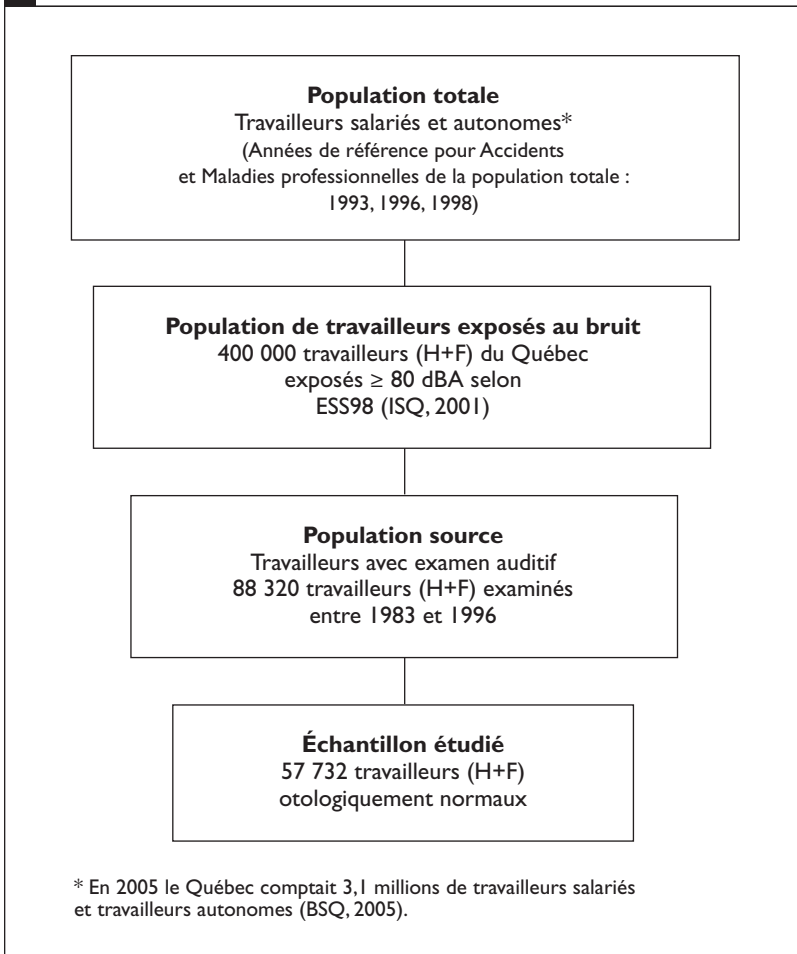 Population totale
Travailleurs salariés et autonomes*
(Années de référence pour Accidents
et Maladies professionnelles de la population totale :
1993, 1996, 1998)
Population de travailleurs exposés au bruit
400 000 travailleurs (H+F) du Québec
exposés ≥ 80 dBA selon
ESS98 (ISQ, 2001)
Population source
Travailleurs avec examen auditif
88 320 travailleurs (H+F) examinés
entre 1983 et 1996
Échantillon étudié
57 732 travailleurs (H+F)
otologiquement normaux
* En 2005 le Québec comptait 3,1 millions de travailleurs salariés
et travailleurs autonomes (BSQ, 2005).